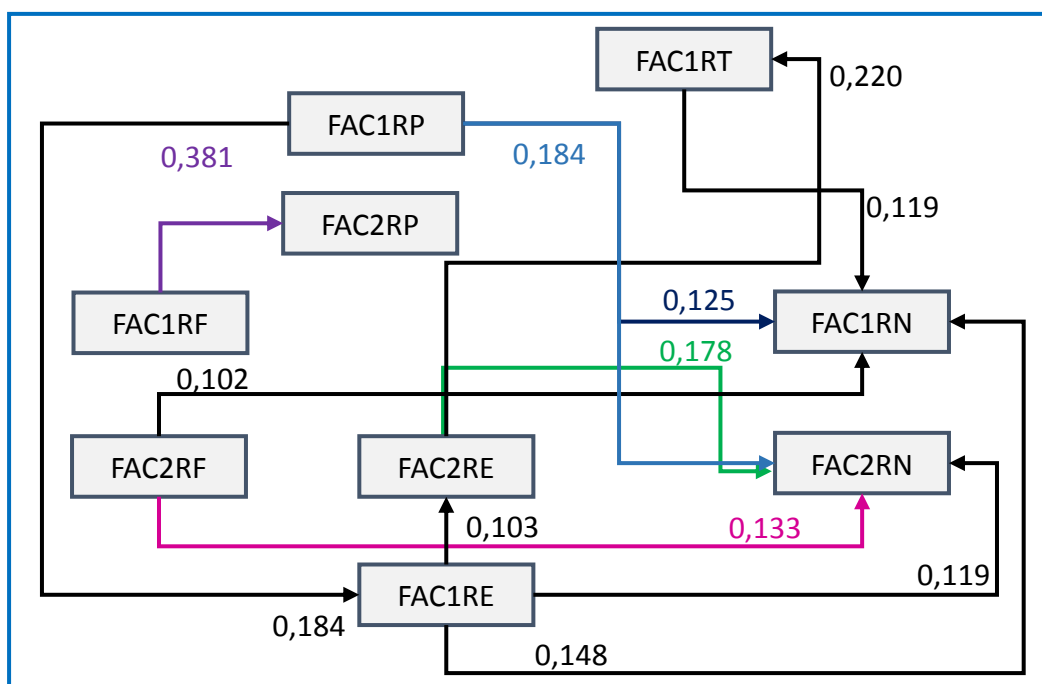 FAC1RT
0,220
FAC1RP
0,381
0,184
FAC2RP
0,119
FAC1RF
0,125
FAC1RN
0,178
0,102
FAC2RF
FAC2RE
FAC2RN
0,103
0,133
FAC1RE
0,119
0,184
0,148